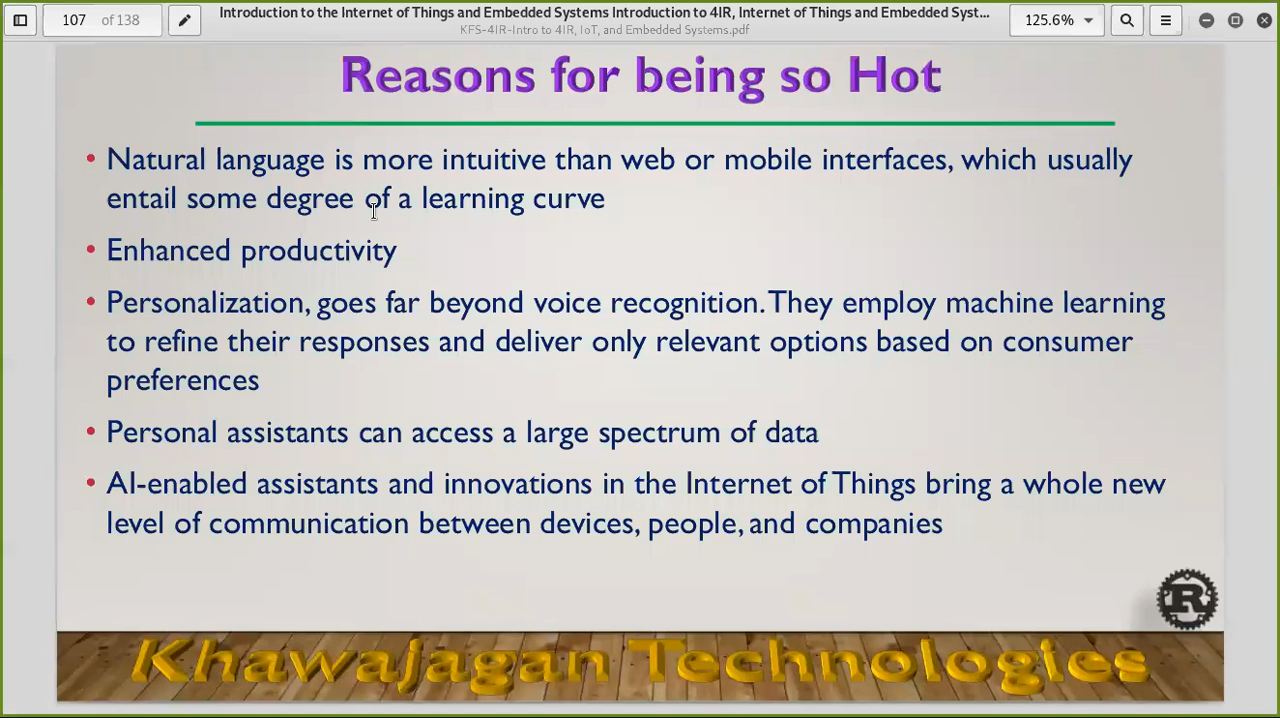 107 of 138
Introduction to the Internet of Things and Embedded Systems Introduction to 4IR, Internet of Things and Embedded Syst...
KFS-4IR-Intro to 4IR, IoT, and Embedded Systems.pdf
125.6%
Reasons for being so Hot
• Natural language is more intuitive than web or mobile interfaces, which usually
entail some degree of a learning curve
• Enhanced productivity
• Personalization, goes far beyond voice recognition. They employ machine learning
to refine their responses and deliver only relevant options based on consumer
preferences
• Personal assistants can access a large spectrum of data
• AI-enabled assistants and innovations in the Internet of Things bring a whole new
level of communication between devices, people, and companies
R
Khawajagan Technologies